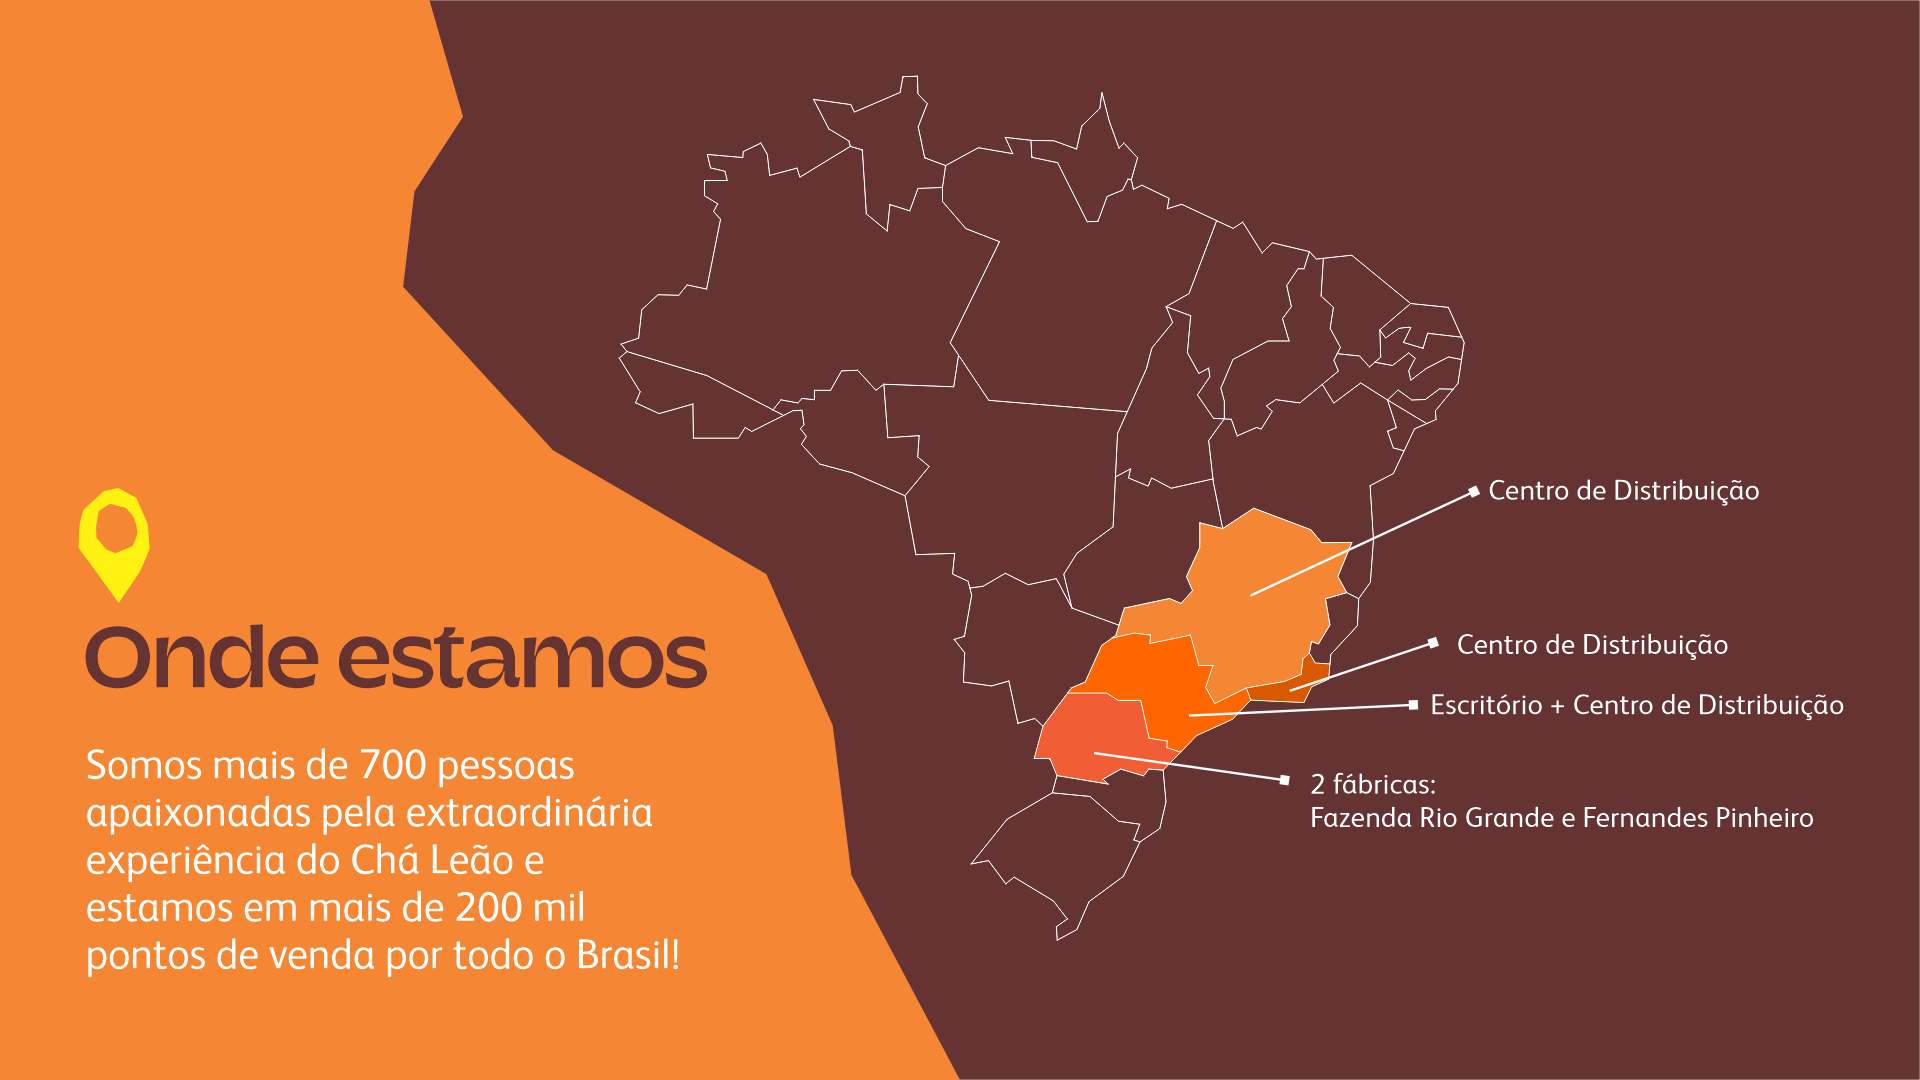 Onde estamos
Somos mais de 700 pessoas
apaixonadas pela extraordinária
experiência do Chá Leão e
estamos em mais de 200 mil
pontos de venda por todo o Brasil!
Centro de Distribuição
Centro de Distribuição
Escritório + Centro de Distribuição
2 fábricas:
Fazenda Rio Grande e Fernandes Pinheiro